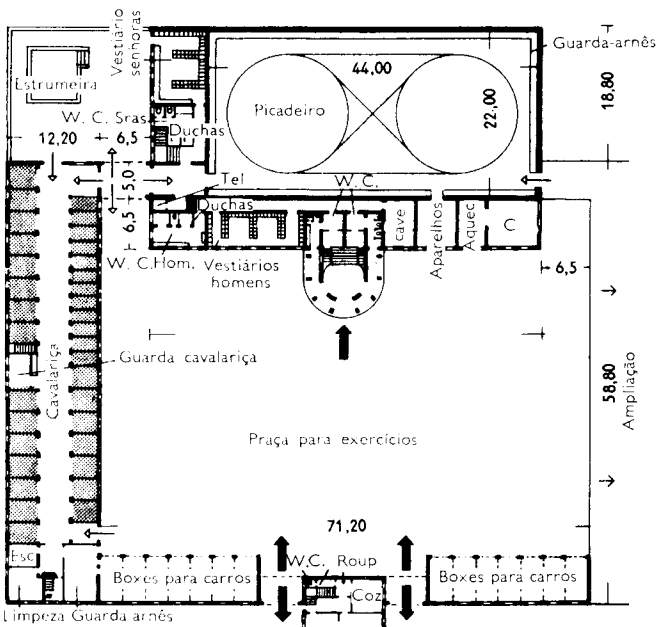 Vestiário
senhoras
Guarda-arnês
Estrumeira
44,00
Picadeiro
22,00
18,80
W. C. Sras
Duchas
12,20
6,5
5,0
Tel
W. C.
Duchas
6,5
cave
Aparelhos
Aquec
C
W. C. Hom.
Vestiários
homens
6,5
Guarda cavalariça
Cavalariça
58,80
Ampliação
Praça para exercícios
71,20
Esc
Boxes para carros
W.C.
Roup
Coz
Boxes para carros
Limpeza
Guarda arnês